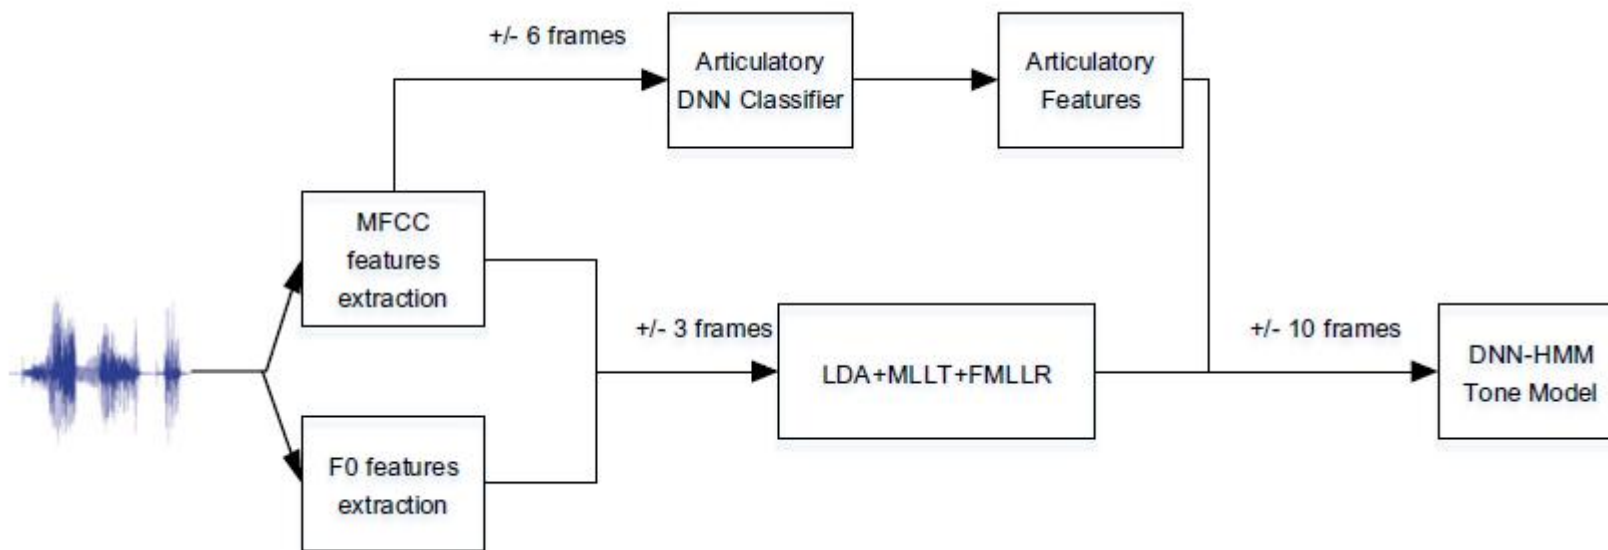 +/- 6 frames
Articulatory
DNN Classifier
Articulatory
Features
MFCC
features
extraction
+/- 3 frames
LDA+MLLT+FMLLR
+/- 10 frames
DNN-HMM
Tone Model
F0 features
extraction